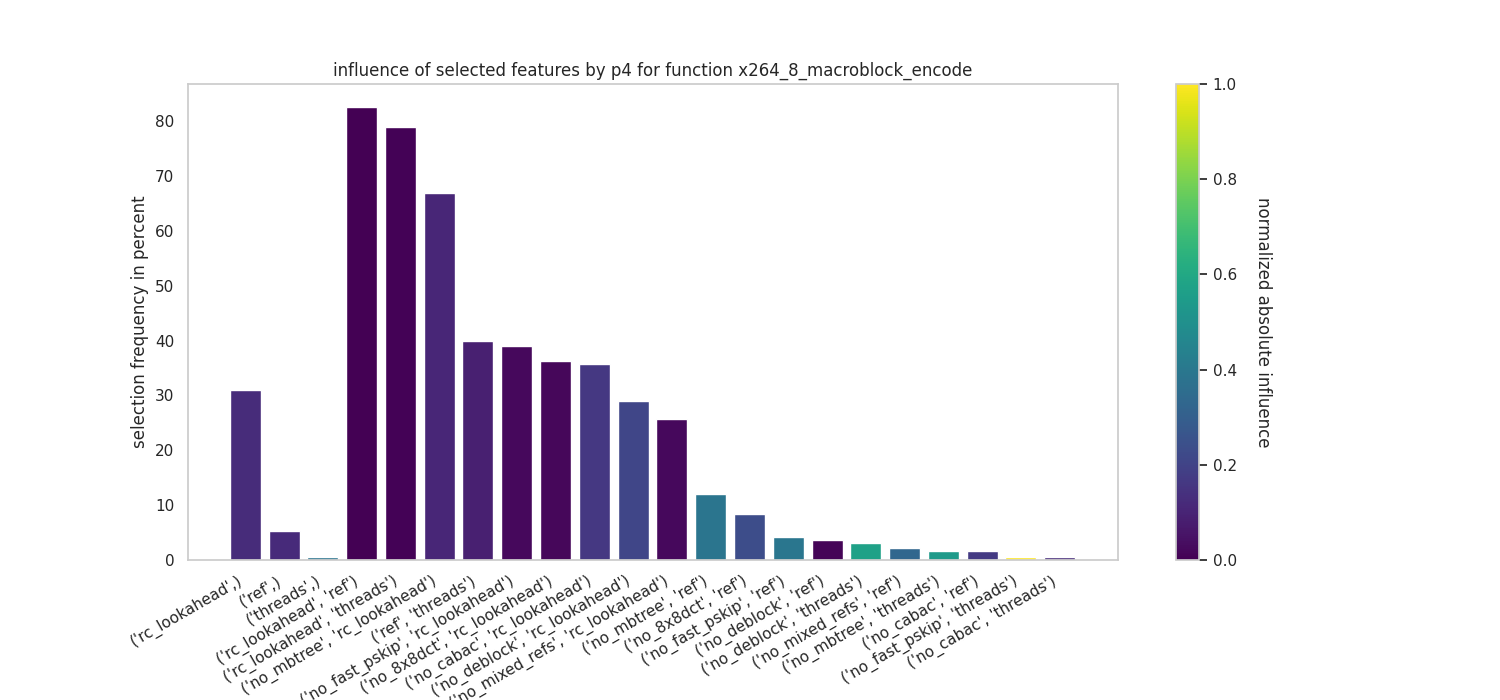 influence of selected features by p4 for function x264_8_macroblock_encode
selection frequency in percent
80
70
60
50
40
30
20
10
0
('rc_lookahead',)
('ref',)
('threads',)
('rc_lookahead', 'ref')
('rc_lookahead', 'threads')
('no_mbtree', 'rc_lookahead')
('ref', 'threads')
('no_fast_pskip', 'rc_lookahead')
('no_8x8dct', 'rc_lookahead')
('no_cabac', 'rc_lookahead')
('no_deblock', 'rc_lookahead')
('no_mixed_refs', 'rc_lookahead')
('no_mbtree', 'ref')
('no_8x8dct', 'ref')
('no_fast_pskip', 'ref')
('no_deblock', 'ref')
('no_deblock', 'threads')
('no_mixed_refs', 'ref')
('no_mbtree', 'threads')
('no_cabac', 'ref')
('no_fast_pskip', 'threads')
('no_cabac', 'threads')
1.0
0.8
0.6
0.4
0.2
0.0
normalized absolute influence